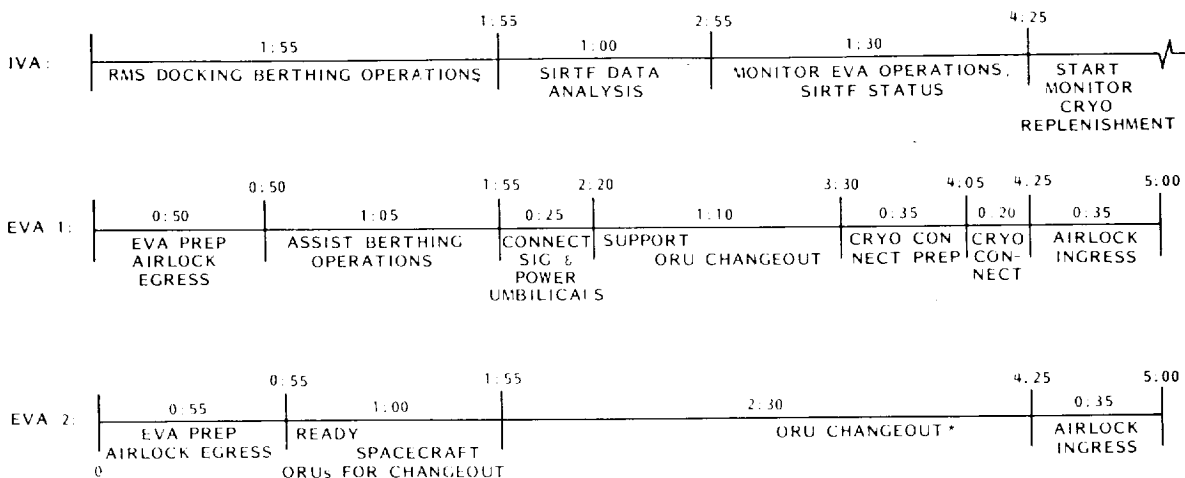 1:55 2:55 4:25
IVA: 1:55 1:00 1:30
RMS DOCKING BERTHING OPERATIONS SIRTF DATA MONITOR EVA OPERATIONS, START
ANALYSIS SIRTF STATUS MONITOR
CRYO
REPLENISHMENT
0:50 1:55 2:20 3:30 4:05 4.25 5:00
EVA 1: 0:50 1:05 0:25 1:10 0:35 0.20 0:35
EVA PREP ASSIST BERTHING CONNECT SUPPORT CRYO CON CRYO AIRLOCK
AIRLOCK OPERATIONS SIG & ORU CHANGEOUT NECT PREP CON- INGRESS
EGRESS POWER NECT
UMBILICALS
0:55 1:55 4.25 5:00
EVA 2: 0:55 1:00 2:30 0:35
EVA PREP READY ORU CHANGEOUT* AIRLOCK
AIRLOCK EGRESS SPACECRAFT INGRESS
0 ORUs FOR CHANGEOUT